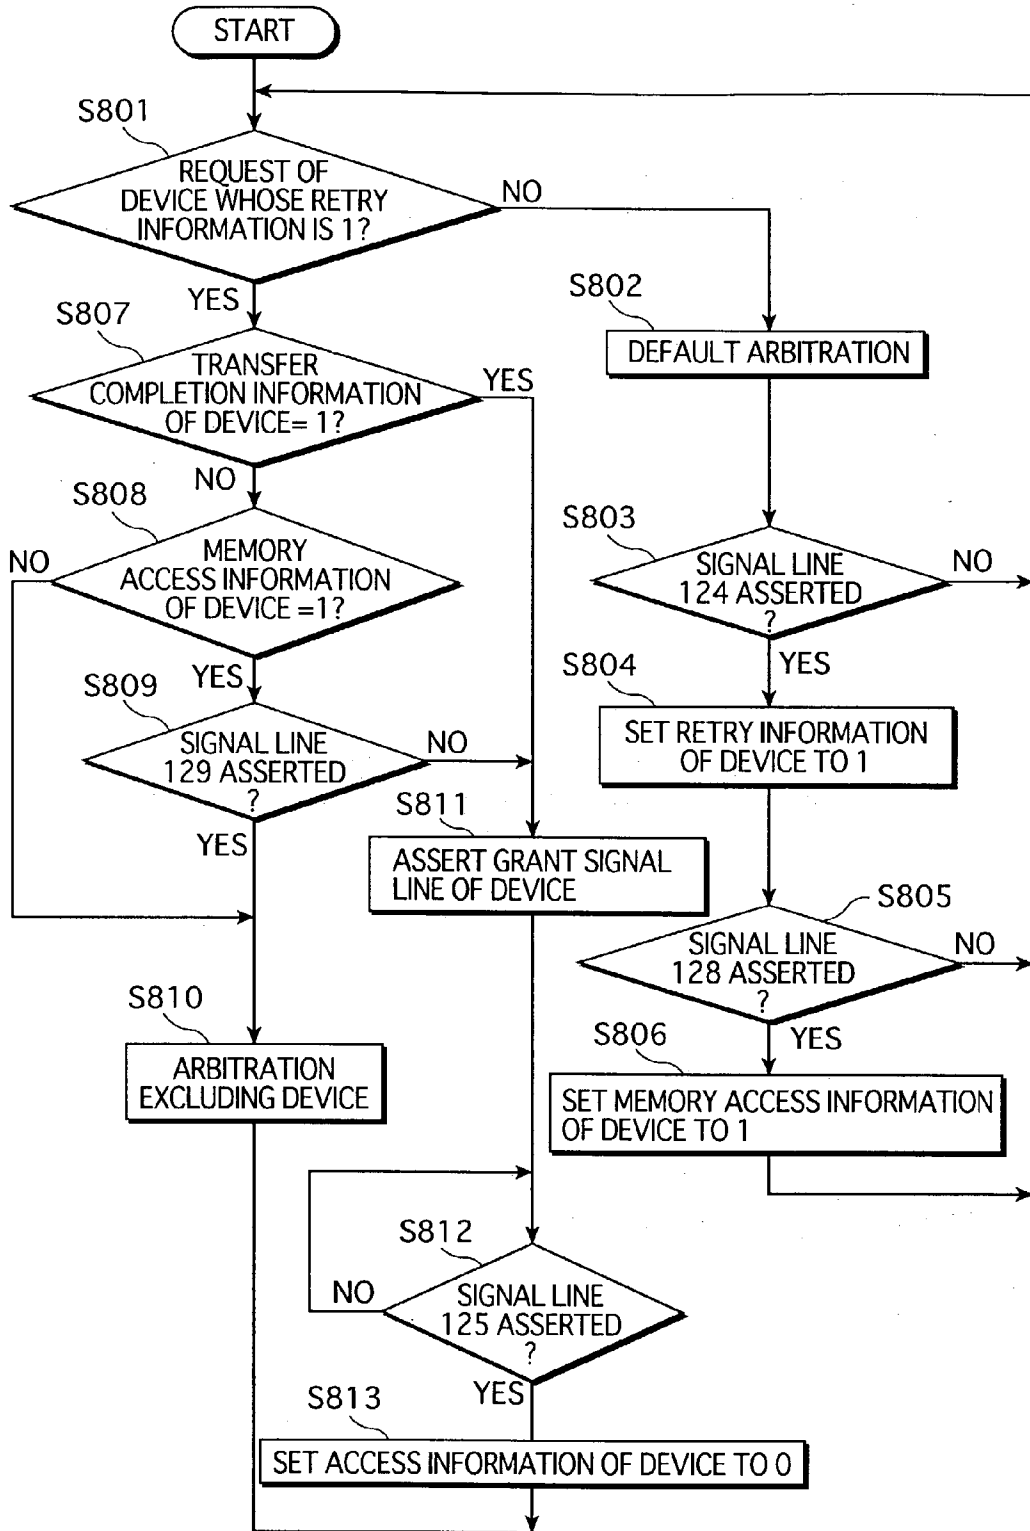 START
S801
REQUEST OF
DEVICE WHOSE RETRY
INFORMATION IS 1?
NO
YES
S802
DEFAULT ARBITRATION
S807
TRANSFER
COMPLETION INFORMATION
OF DEVICE= 1?
YES
NO
S808
MEMORY
ACCESS INFORMATION
OF DEVICE =1?
NO
YES
S803
SIGNAL LINE
124 ASSERTED
?
NO
YES
S804
SET RETRY INFORMATION
OF DEVICE TO 1
S809
SIGNAL LINE
129 ASSERTED
?
NO
YES
S811
ASSERT GRANT SIGNAL
LINE OF DEVICE
S805
SIGNAL LINE
128 ASSERTED
?
NO
YES
S810
ARBITRATION
EXCLUDING DEVICE
S806
SET MEMORY ACCESS INFORMATION
OF DEVICE TO 1
S812
SIGNAL LINE
125 ASSERTED
?
NO
YES
S813
SET ACCESS INFORMATION OF DEVICE TO 0